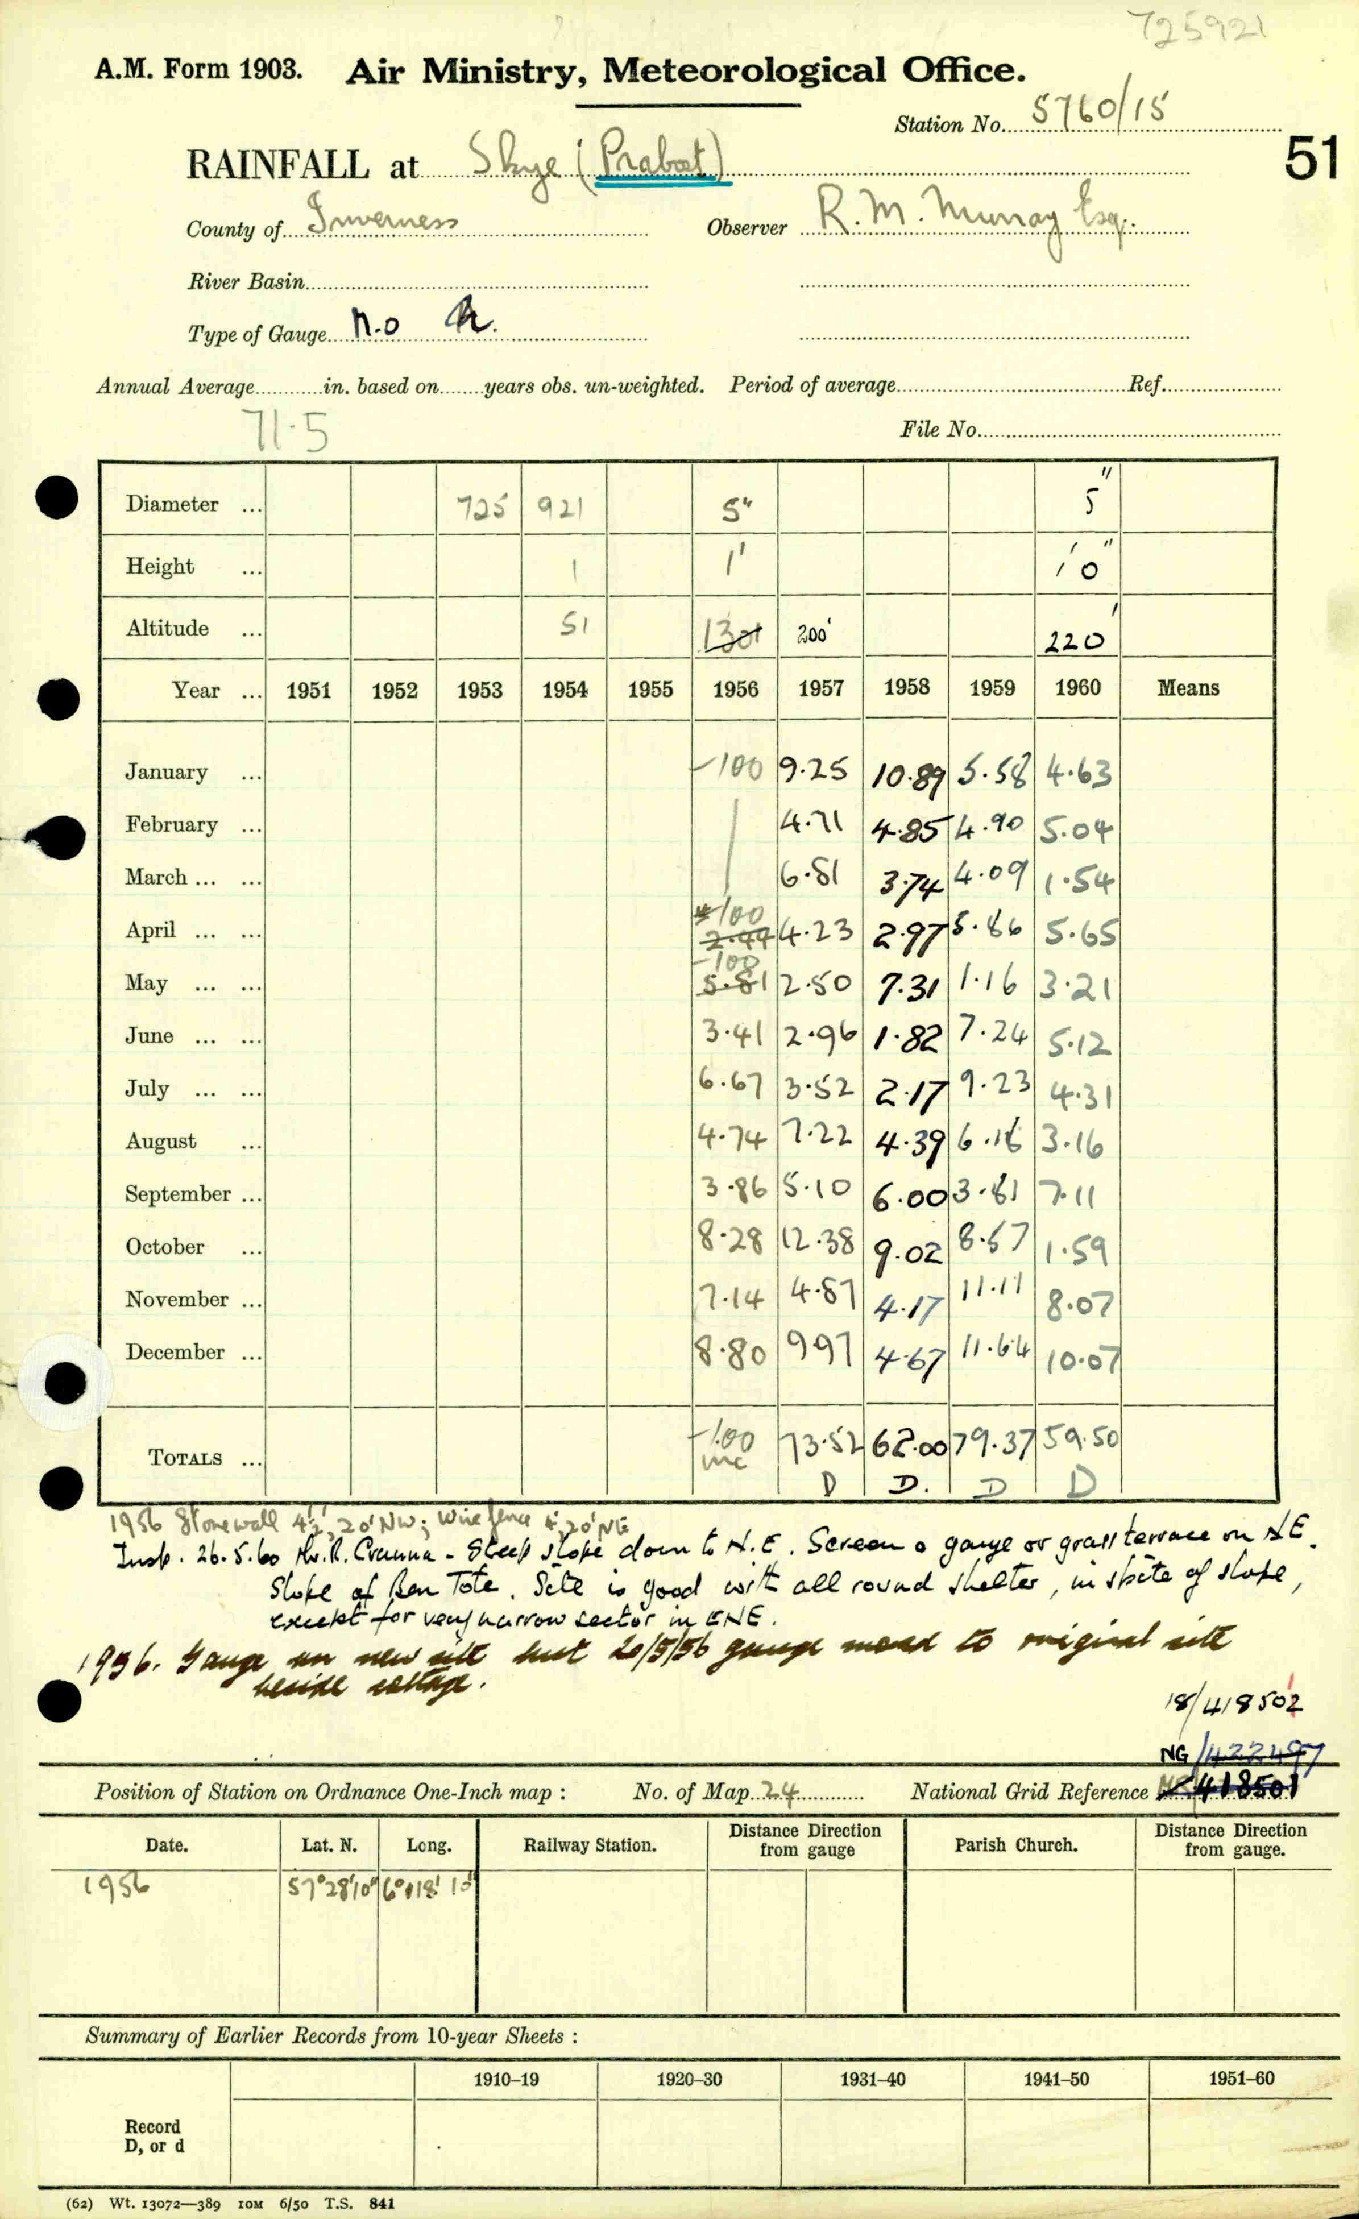 725921
A.M. Form 1903. Air Ministry, Meteorological Office.
Station No. 5760/15
51
RAINFALL at Skye (Prabost)
County of Inverness Observer R. M. Murray Esq.
River Basin
Type of Gauge M.O
Annual Average in. based on years obs. un-weighted. Period of average Ref.
71.5
File No.
Diameter ... 725 921 5" 5"
Height ... 1 1' 1' 0"
Altitude ... 51 130' 200' 220'
Year ... 1951 1952 1953 1954 1955 1956 1957 1958 1959 1960 Means
January ... -100 9.25 10.89 5.58 4.63
February ... 4.71 4.85 4.90 5.04
March ... ... 6.81 3.74 4.09 1.54
-100
April ... ... 2.44 4.23 2.97 5.86 5.65
-100
May ... ... 5.81 2.50 7.31 1.16 3.21
June ... ... 3.41 2.96 1.82 7.24 5.12
July ... ... 6.67 3.52 2.17 9.23 4.31
August ... 4.74 7.22 4.39 6.18 3.16
September ... 3.86 5.10 6.00 3.81 7.11
October ... 8.28 12.38 9.02 8.57 1.59
November ... 7.14 4.87 4.17 11.11 8.07
December ... 8.80 9.97 4.67 11.64 10.07
Totals ... -1.00 73.52 62.00 79.37 59.50
inc D D. D D
1956 Stonewall 4½', 20' NW; Wire fence 4', 20' NE
Insp. 26.5.60 Mr. R. Cranna - Steep slope down to N.E. Screen & gauge on grass terrace on NE.
slope of Ben Tote. Site is good with all round shelter, in spite of slope,
except for very narrow sector in ENE.
1956. Gauge on new site but 20/5/56 gauge moved to original site
beside cottage.
18/418502
NG/422497
Position of Station on Ordnance One-Inch map : No. of Map 24 National Grid Reference 418501
Date. Lat. N. Long. Railway Station. Distance from gauge Direction Parish Church. Distance from gauge. Direction
1956 57°28'10" 6°18'10"
Summary of Earlier Records from 10-year Sheets :
1910–19 1920–30 1931–40 1941–50 1951–60
Record
D, or d
(62) Wt. 13072—389 10M 6/50 T.S. 841